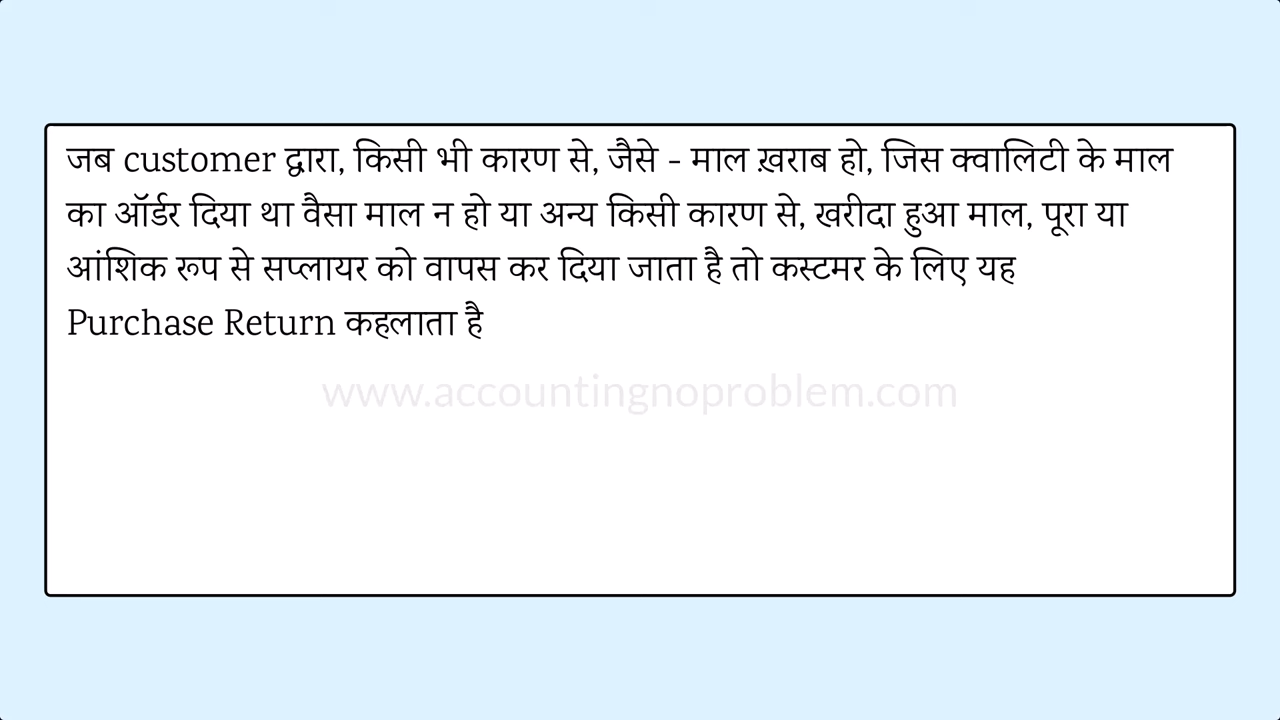 जब customer द्वारा, किसी भी कारण से, जैसे - माल ख़राब हो, जिस क्वालिटी के माल
का ऑर्डर दिया था वैसा माल न हो या अन्य किसी कारण से, खरीदा हुआ माल, पूरा या
आंशिक रूप से सप्लायर को वापस कर दिया जाता है तो कस्टमर के लिए यह
Purchase Return कहलाता है
www.accountingnoproblem.com